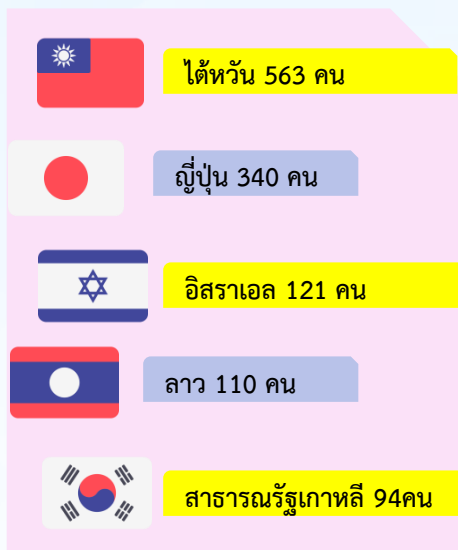 ไต้หวัน 563 คน
ญี่ปุ่น 340 คน
อิสราเอล 121 คน
ลาว 110 คน
สาธารณรัฐเกาหลี 94คน